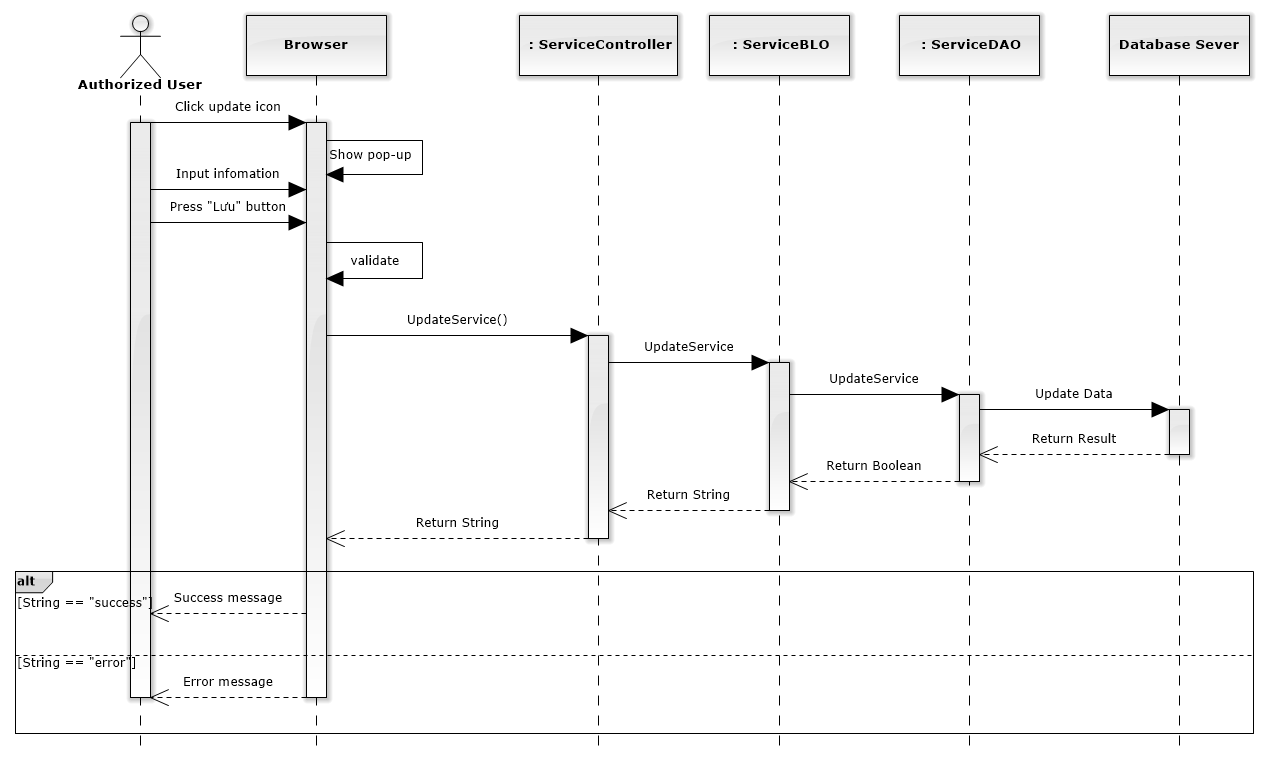 Authorized User
Browser
: ServiceController
: ServiceBLO
: ServiceDAO
Database Sever
Click update icon
Show pop-up
Input infomation
Press "Lưu" button
validate
UpdateService()
UpdateService
UpdateService
Update Data
Return Result
Return Boolean
Return String
Return String
alt
[String == "success"]
Success message
[String == "error"]
Error message